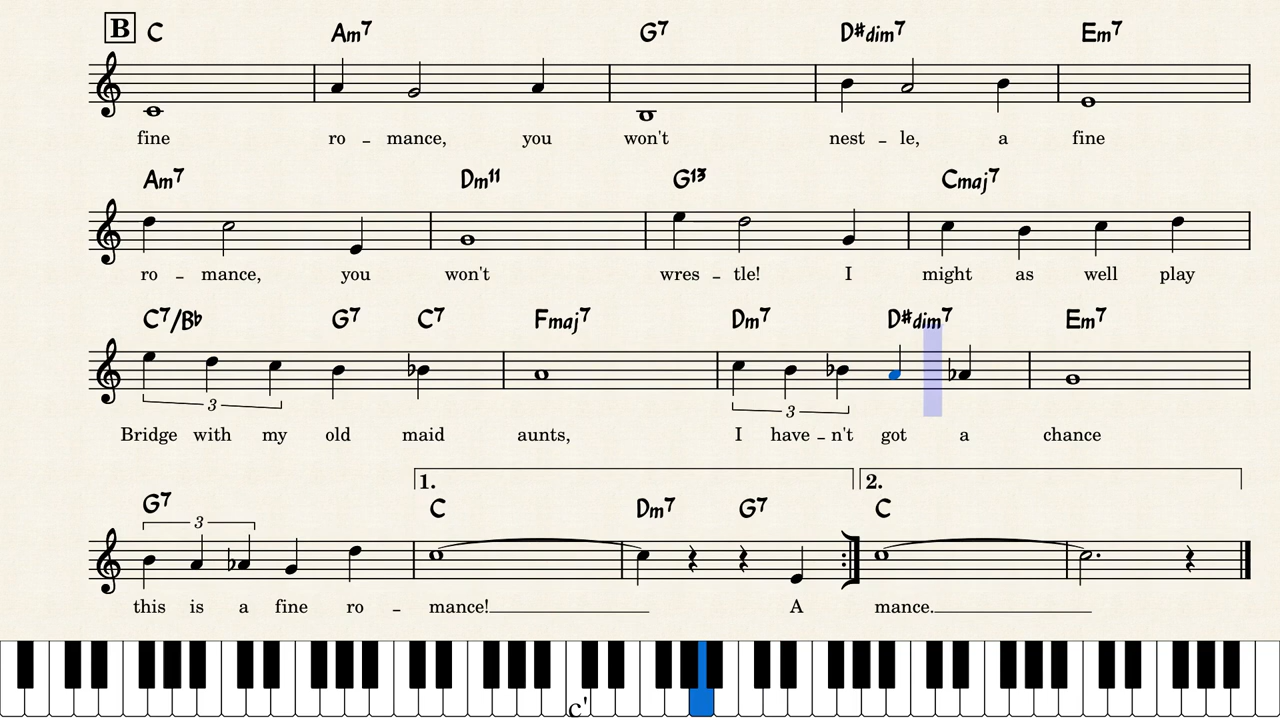 B C Am7 G7 D#dim7 Em7
fine ro - mance, you won't nest - le, a fine
Am7 Dm11 G13 Cmaj7
ro - mance, you won't wres - tle! I might as well play
C7/Bb G7 C7 Fmaj7 Dm7 D#dim7 Em7
3 3
Bridge with my old maid aunts, I have - n't got a chance
1. 2.
G7 C Dm7 G7 C
3
this is a fine ro - mance! A mance.
c'